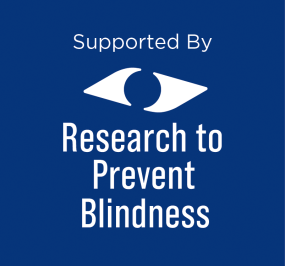 Supported By
Research to
Prevent
Blindness